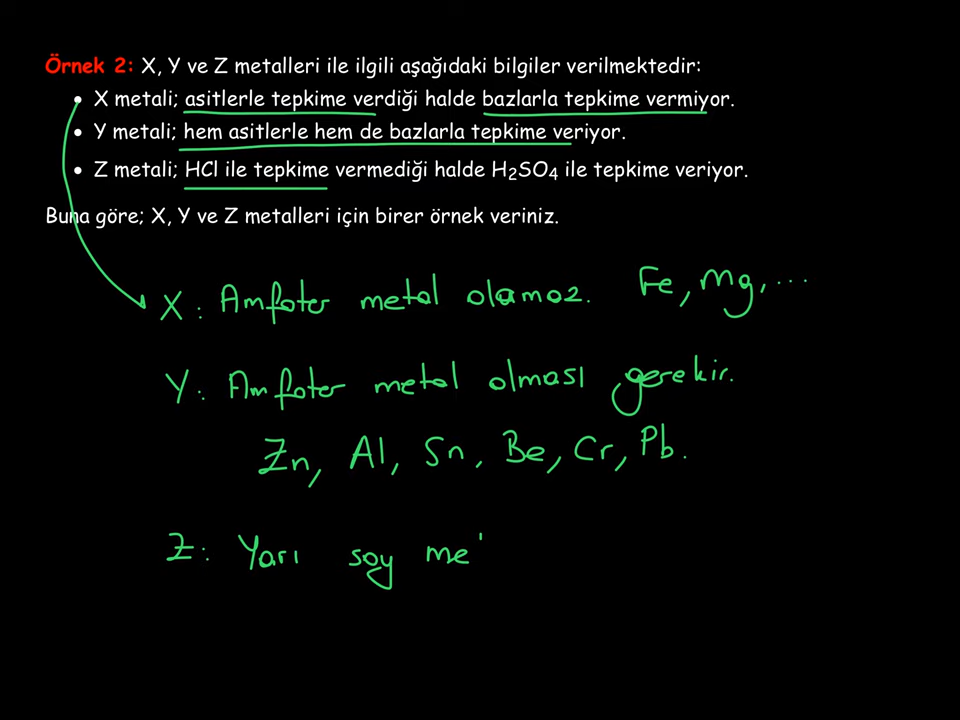 Örnek 2: X, Y ve Z metalleri ile ilgili aşağıdaki bilgiler verilmektedir:
• X metali; asitlerle tepkime verdiği halde bazlarla tepkime vermiyor.
• Y metali; hem asitlerle hem de bazlarla tepkime veriyor.
• Z metali; HCl ile tepkime vermediği halde H₂SO₄ ile tepkime veriyor.
Buna göre; X, Y ve Z metalleri için birer örnek veriniz.
X: Amfoter metal olamaz. Fe, Mg, ...
Y: Amfoter metal olması gerekir.
Zn, Al, Sn, Be, Cr, Pb.
Z: Yarı soy me